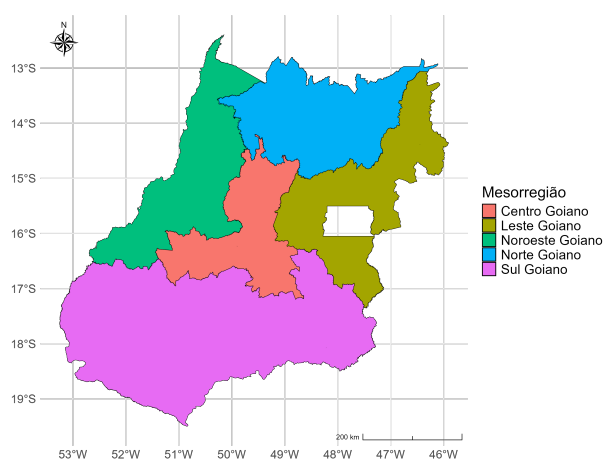 N
13°S
14°S
15°S
16°S
17°S
18°S
19°S
Mesorregião
Centro Goiano
Leste Goiano
Noroeste Goiano
Norte Goiano
Sul Goiano
200 km
53°W 52°W 51°W 50°W 49°W 48°W 47°W 46°W